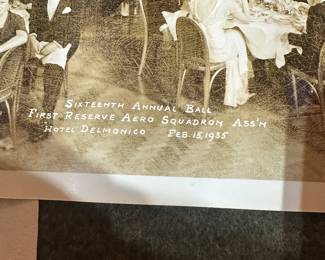 Sixteenth Annual Ball
First Reserve Aero Squadron Ass'n
Hotel Delmonico Feb. 15, 1935